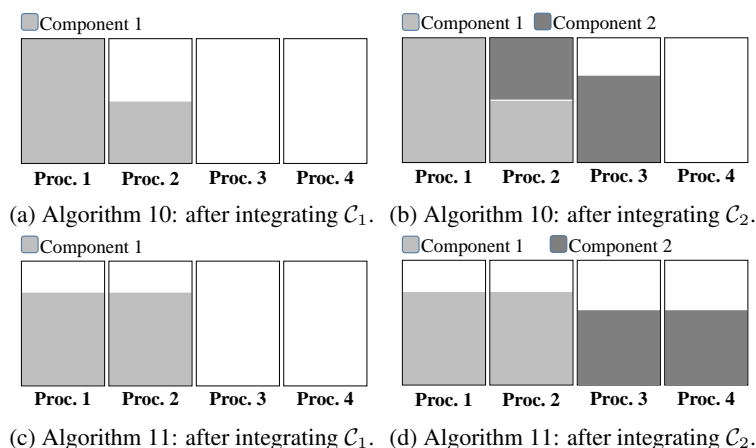 Component 1 Component 1 Component 2
Proc. 1 Proc. 2 Proc. 3 Proc. 4 Proc. 1 Proc. 2 Proc. 3 Proc. 4
(a) Algorithm 10: after integrating 𝒞₁. (b) Algorithm 10: after integrating 𝒞₂.
Component 1 Component 1 Component 2
Proc. 1 Proc. 2 Proc. 3 Proc. 4 Proc. 1 Proc. 2 Proc. 3 Proc. 4
(c) Algorithm 11: after integrating 𝒞₁. (d) Algorithm 11: after integrating 𝒞₂.